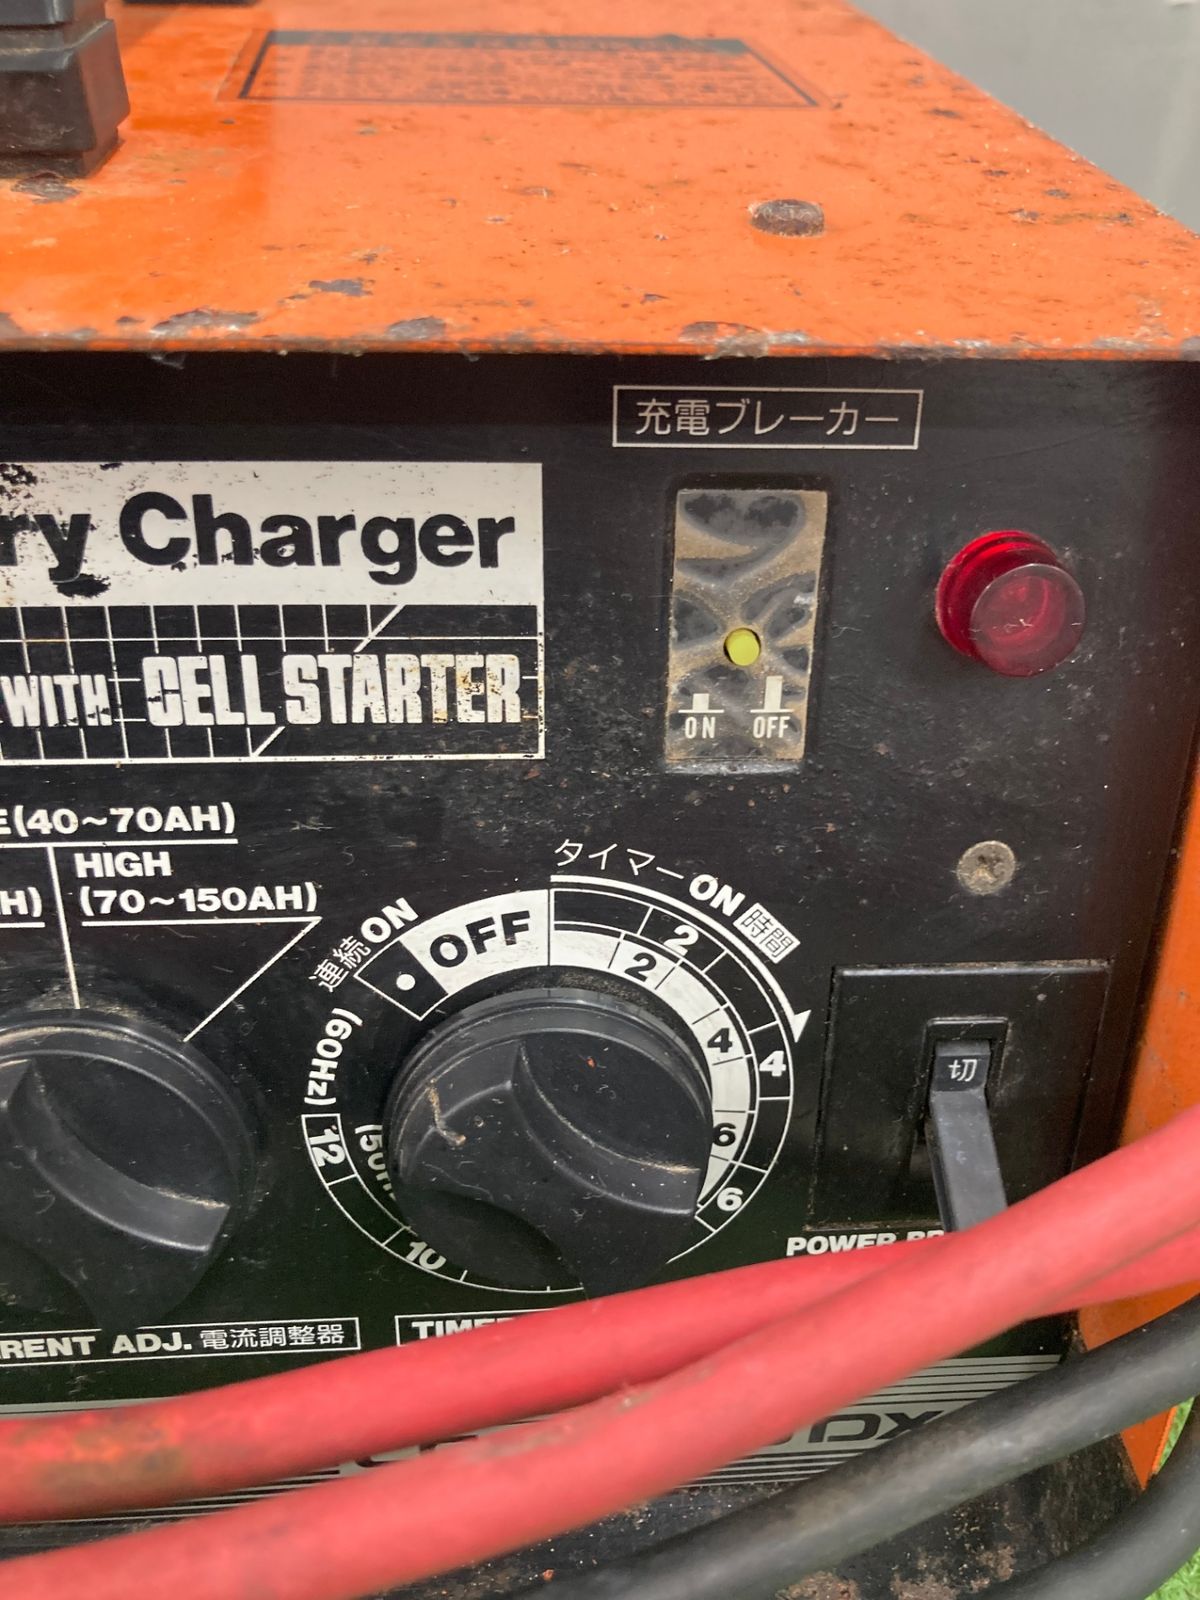 充電ブレーカー
ry Charger
WITH CELL STARTER
ON OFF
E(40~70AH)
HIGH
H) (70~150AH)
タイマーON 時間
連続ON
OFF
2
2
4
4
6
6
(60Hz)
12
(50Hz
10
切
POWER
RENT ADJ. 電流調整器
TIME
DX